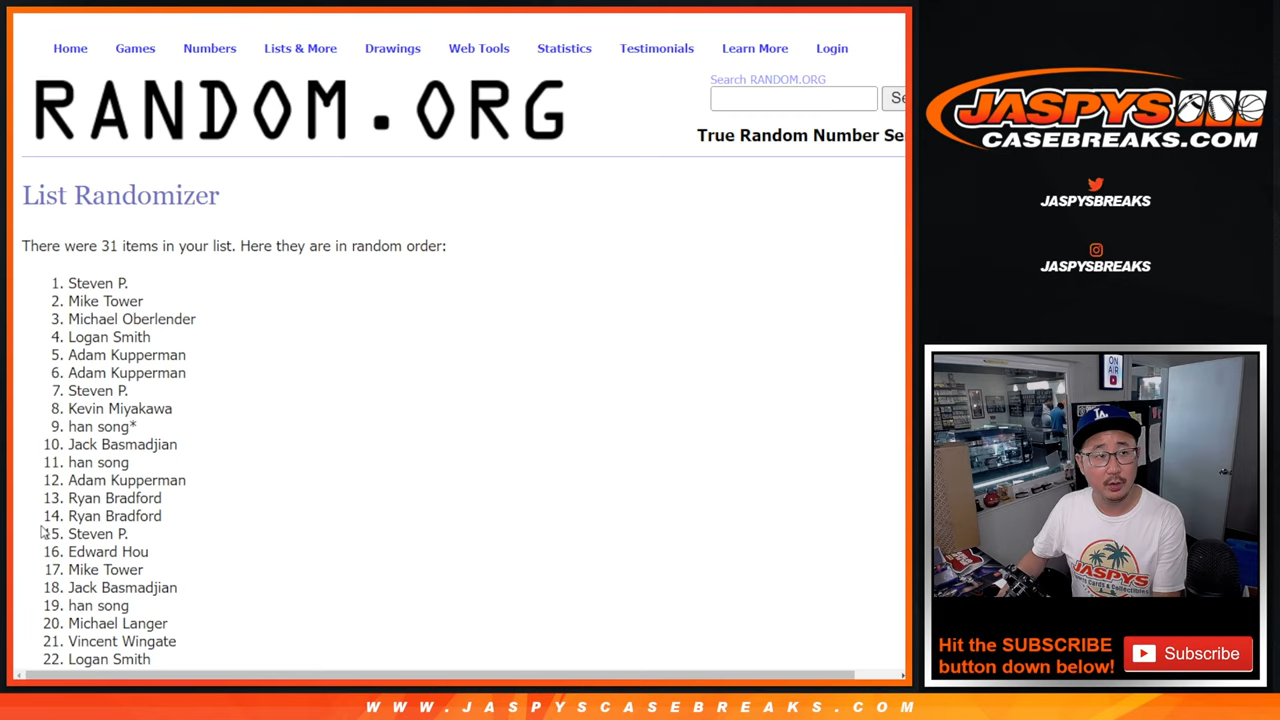 Home Games Numbers Lists & More Drawings Web Tools Statistics Testimonials Learn More Login
RANDOM.ORG
Search RANDOM.ORG
Se
True Random Number Se
List Randomizer
There were 31 items in your list. Here they are in random order:
1. Steven P.
2. Mike Tower
3. Michael Oberlender
4. Logan Smith
5. Adam Kupperman
6. Adam Kupperman
7. Steven P.
8. Kevin Miyakawa
9. han song*
10. Jack Basmadjian
11. han song
12. Adam Kupperman
13. Ryan Bradford
14. Ryan Bradford
15. Steven P.
16. Edward Hou
17. Mike Tower
18. Jack Basmadjian
19. han song
20. Michael Langer
21. Vincent Wingate
22. Logan Smith
JASPYS
CASEBREAKS.COM
JASPYSBREAKS
JASPYSBREAKS
ON
AIR
LA
JASPYS
Hit the SUBSCRIBE
button down below!
Subscribe
WWW.JASPYSCASEBREAKS.COM